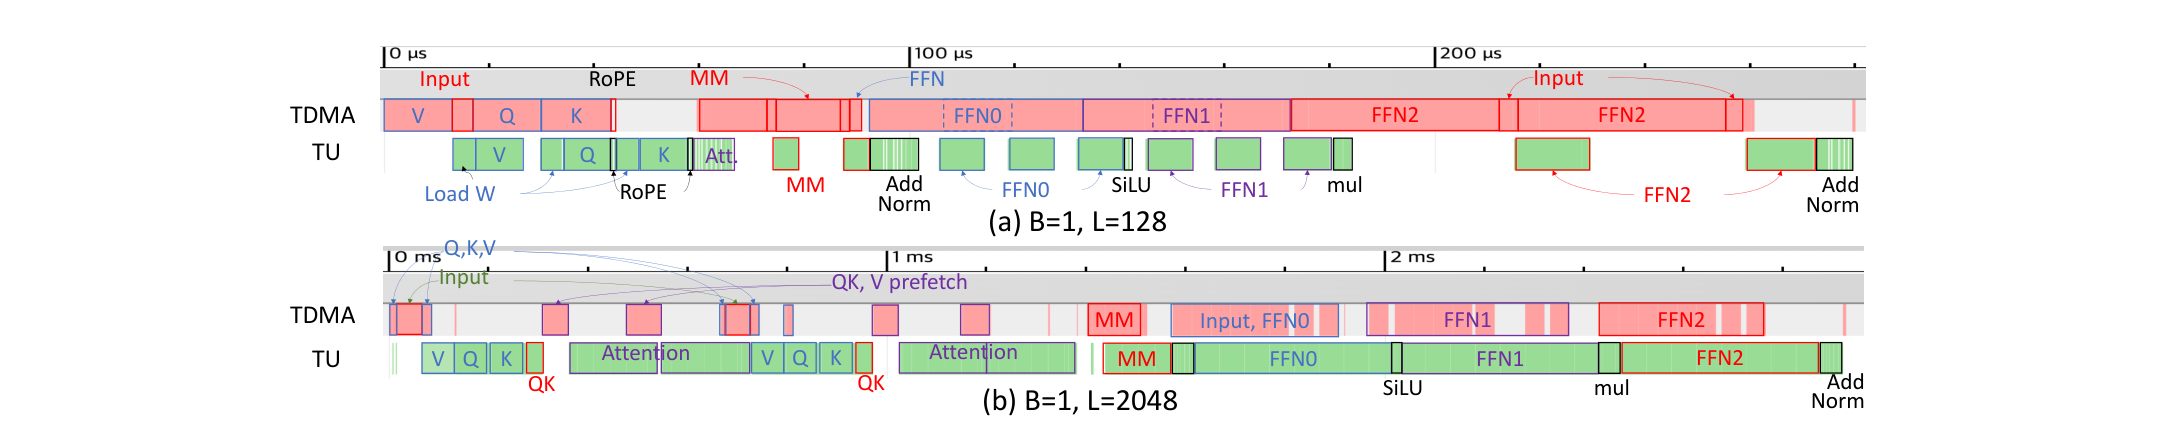 0 µs 100 µs 200 µs
Input RoPE MM FFN Input
TDMA V Q K FFN0 FFN1 FFN2 FFN2
TU V Q K Att.
Load W RoPE MM Add Norm FFN0 SiLU FFN1 mul FFN2 Add Norm
(a) B=1, L=128
Q,K,V
0 ms 1 ms 2 ms
Input QK, V prefetch
TDMA MM Input, FFN0 FFN1 FFN2
TU V Q K Attention V Q K Attention MM FFN0 FFN1 FFN2
QK QK SiLU mul Add Norm
(b) B=1, L=2048